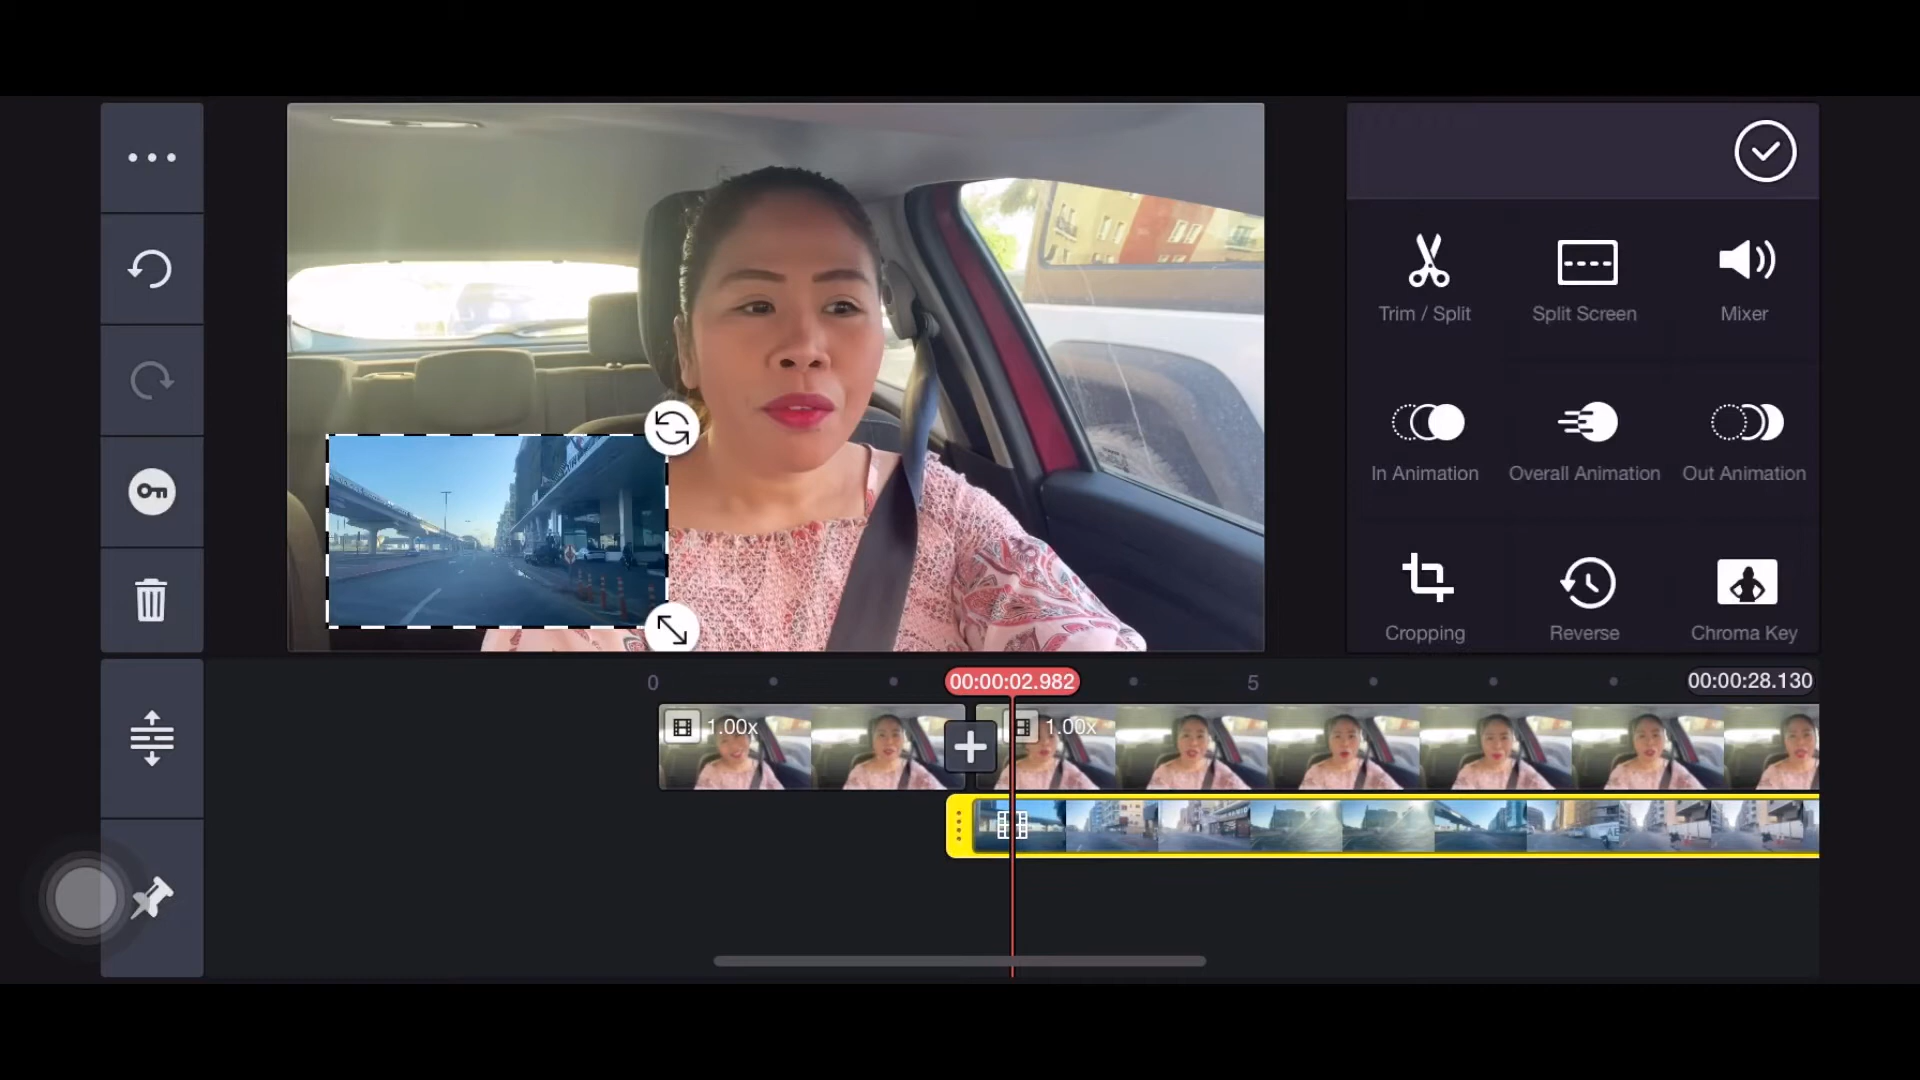 Trim / Split
Split Screen
Mixer
In Animation
Overall Animation
Out Animation
Cropping
Reverse
Chroma Key
0
00:00:02.982
5
00:00:28.130
1.00x
1.00x